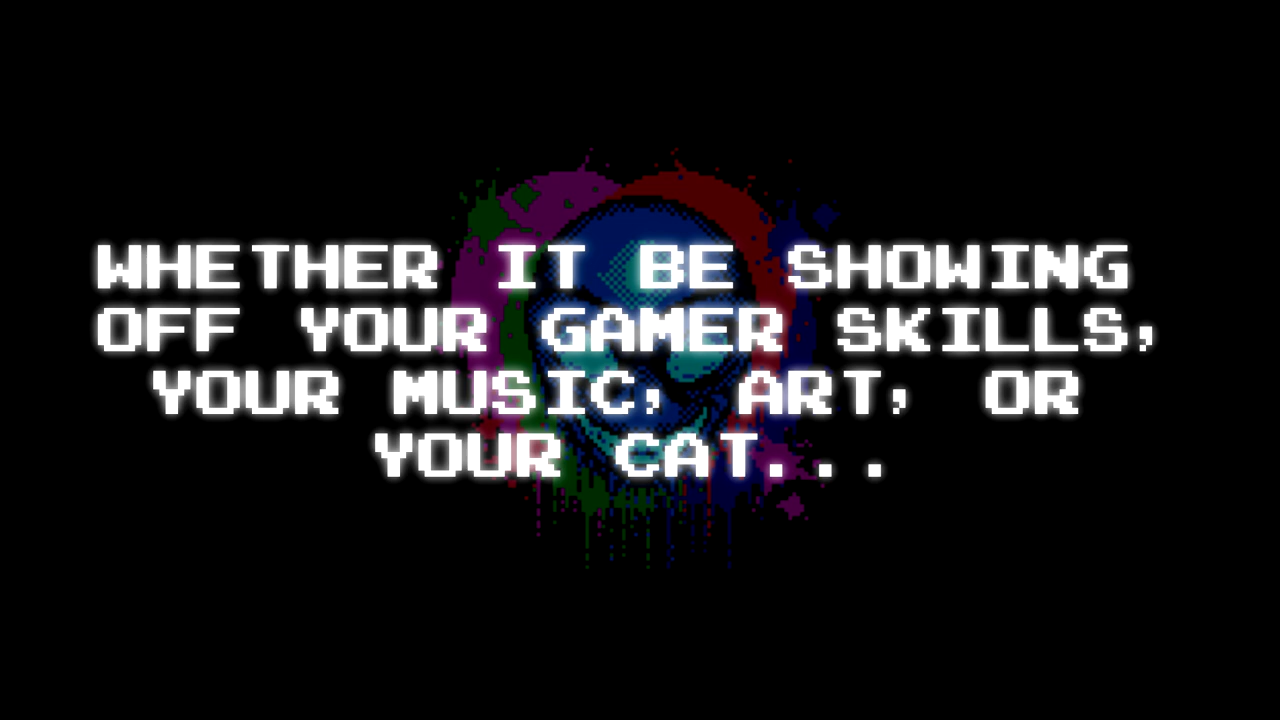 WHETHER IT BE SHOWING
OFF YOUR GAMER SKILLS,
YOUR MUSIC, ART, OR
YOUR CAT...